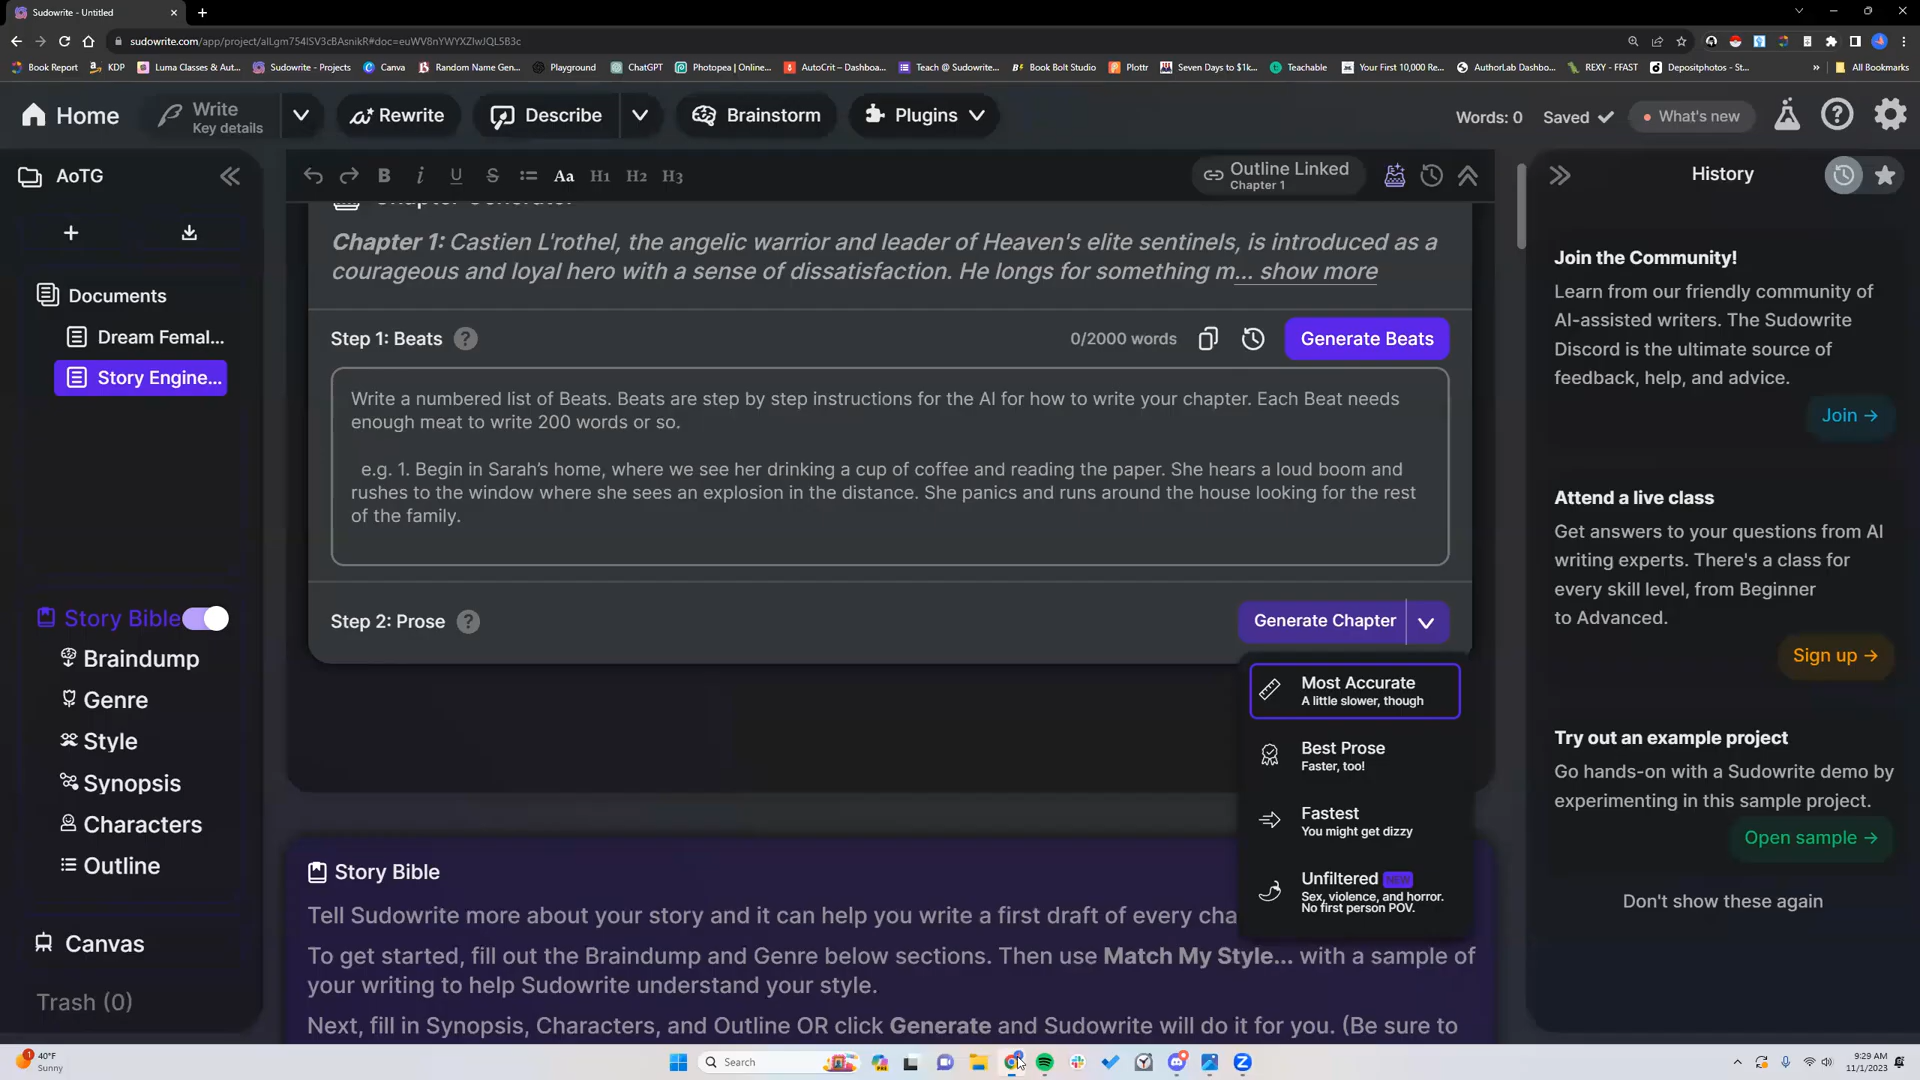 Sudowrite - Untitled
sudowrite.com/app/project/
Book Report
KDP
Luma Classes & Aut...
Sudowrite - Projects
Canva
Random Name Gen...
Playground
ChatGPT
Photopea | Online...
AutoCrit – Dashboa...
Teach @ Sudowrite...
Book Bolt Studio
Plottr
Seven Days to $1k...
Teachable
Your First 10,000 Re...
AuthorLab Dashbo...
REXY - FFAST
Depositphotos - St...
All Bookmarks
Home
Write
Key details
Rewrite
Describe
Brainstorm
Plugins
Words: 0
Saved
What's new
AoTG
Documents
Dream Femal...
Story Engine...
Story Bible
Braindump
Genre
Style
Synopsis
Characters
Outline
Canvas
Trash (0)
B i U S Aa H1 H2 H3
Outline Linked
Chapter 1
Chapter Generator
Chapter 1: Castien L'rothel, the angelic warrior and leader of Heaven's elite sentinels, is introduced as a
courageous and loyal hero with a sense of dissatisfaction. He longs for something m... show more
Step 1: Beats ?
0/2000 words
Generate Beats
Write a numbered list of Beats. Beats are step by step instructions for the AI for how to write your chapter. Each Beat needs
enough meat to write 200 words or so.
e.g. 1. Begin in Sarah's home, where we see her drinking a cup of coffee and reading the paper. She hears a loud boom and
rushes to the window where she sees an explosion in the distance. She panics and runs around the house looking for the rest
of the family.
Step 2: Prose ?
Generate Chapter
Most Accurate
A little slower, though
Best Prose
Faster, too!
Fastest
You might get dizzy
Unfiltered NEW
Sex, violence, and horror.
No first person POV.
Story Bible
Tell Sudowrite more about your story and it can help you write a first draft of every cha
To get started, fill out the Braindump and Genre below sections. Then use Match My Style... with a sample of
your writing to help Sudowrite understand your style.
Next, fill in Synopsis, Characters, and Outline OR click Generate and Sudowrite will do it for you. (Be sure to
History
Join the Community!
Learn from our friendly community of
AI-assisted writers. The Sudowrite
Discord is the ultimate source of
feedback, help, and advice.
Join →
Attend a live class
Get answers to your questions from AI
writing experts. There's a class for
every skill level, from Beginner
to Advanced.
Sign up →
Try out an example project
Go hands-on with a Sudowrite demo by
experimenting in this sample project.
Open sample →
Don't show these again
40°F
Sunny
Search
9:29 AM
11/1/2023